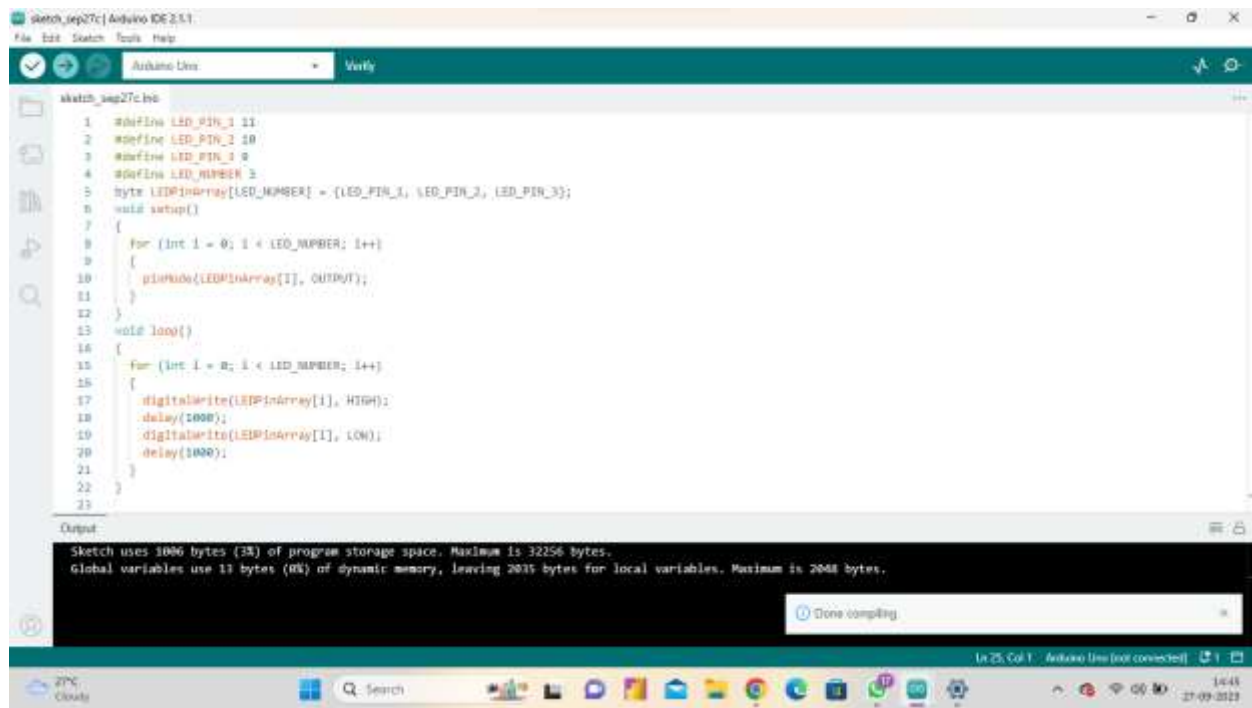 sketch_sep27c | Arduino IDE 2.1.1
File Edit Sketch Tools Help
Arduino Uno
Verify
sketch_sep27c.ino
1 #define LED_PIN_1 11
2 #define LED_PIN_2 10
3 #define LED_PIN_3 9
4 #define LED_NUMBER 3
5 byte LEDPinArray[LED_NUMBER] = {LED_PIN_1, LED_PIN_2, LED_PIN_3};
6 void setup()
7 {
8 for (int i = 0; i < LED_NUMBER; i++)
9 {
10 pinMode(LEDPinArray[i], OUTPUT);
11 }
12 }
13 void loop()
14 {
15 for (int i = 0; i < LED_NUMBER; i++)
16 {
17 digitalWrite(LEDPinArray[i], HIGH);
18 delay(1000);
19 digitalWrite(LEDPinArray[i], LOW);
20 delay(1000);
21 }
22 }
23
Output
Sketch uses 1006 bytes (3%) of program storage space. Maximum is 32256 bytes.
Global variables use 13 bytes (0%) of dynamic memory, leaving 2035 bytes for local variables. Maximum is 2048 bytes.
Done compiling.
Ln 25, Col 1 Arduino Uno [not connected] 1
27°C
Cloudy
Search
14:45
27-09-2023